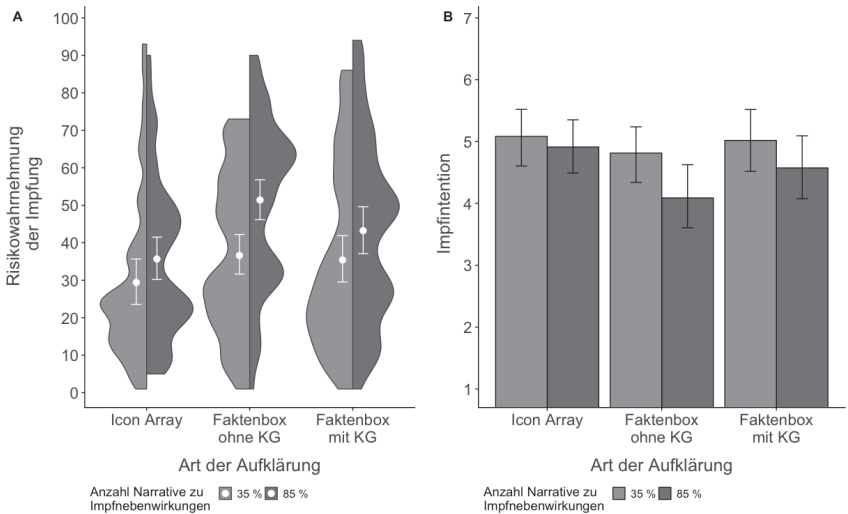 A
100
90
80
70
60
50
40
30
20
10
0
Risikowahrnehmung
der Impfung
Icon Array
Faktenbox
ohne KG
Faktenbox
mit KG
Art der Aufklärung
Anzahl Narrative zu
Impfnebenwirkungen
35 %
85 %
B
7
6
5
4
3
2
1
Impfintention
Icon Array
Faktenbox
ohne KG
Faktenbox
mit KG
Art der Aufklärung
Anzahl Narrative zu
Impfnebenwirkungen
35 %
85 %